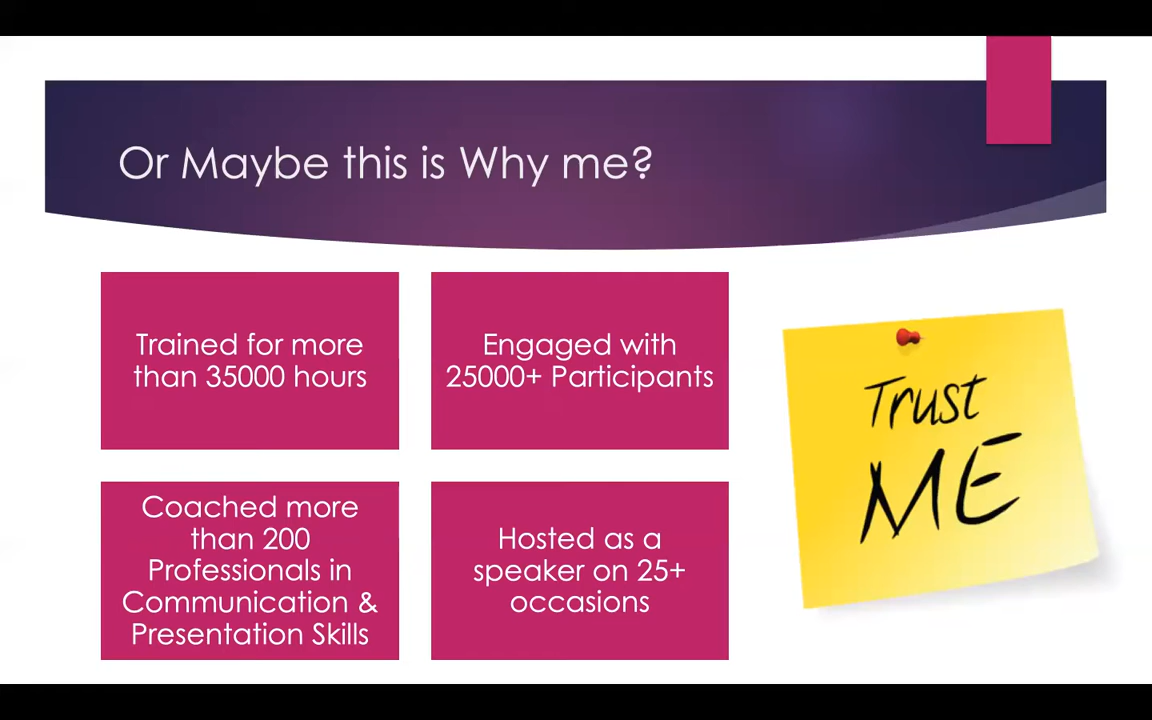 Or Maybe this is Why me?
Trained for more
than 35000 hours
Engaged with
25000+ Participants
Coached more
than 200
Professionals in
Communication &
Presentation Skills
Hosted as a
speaker on 25+
occasions
Trust
ME